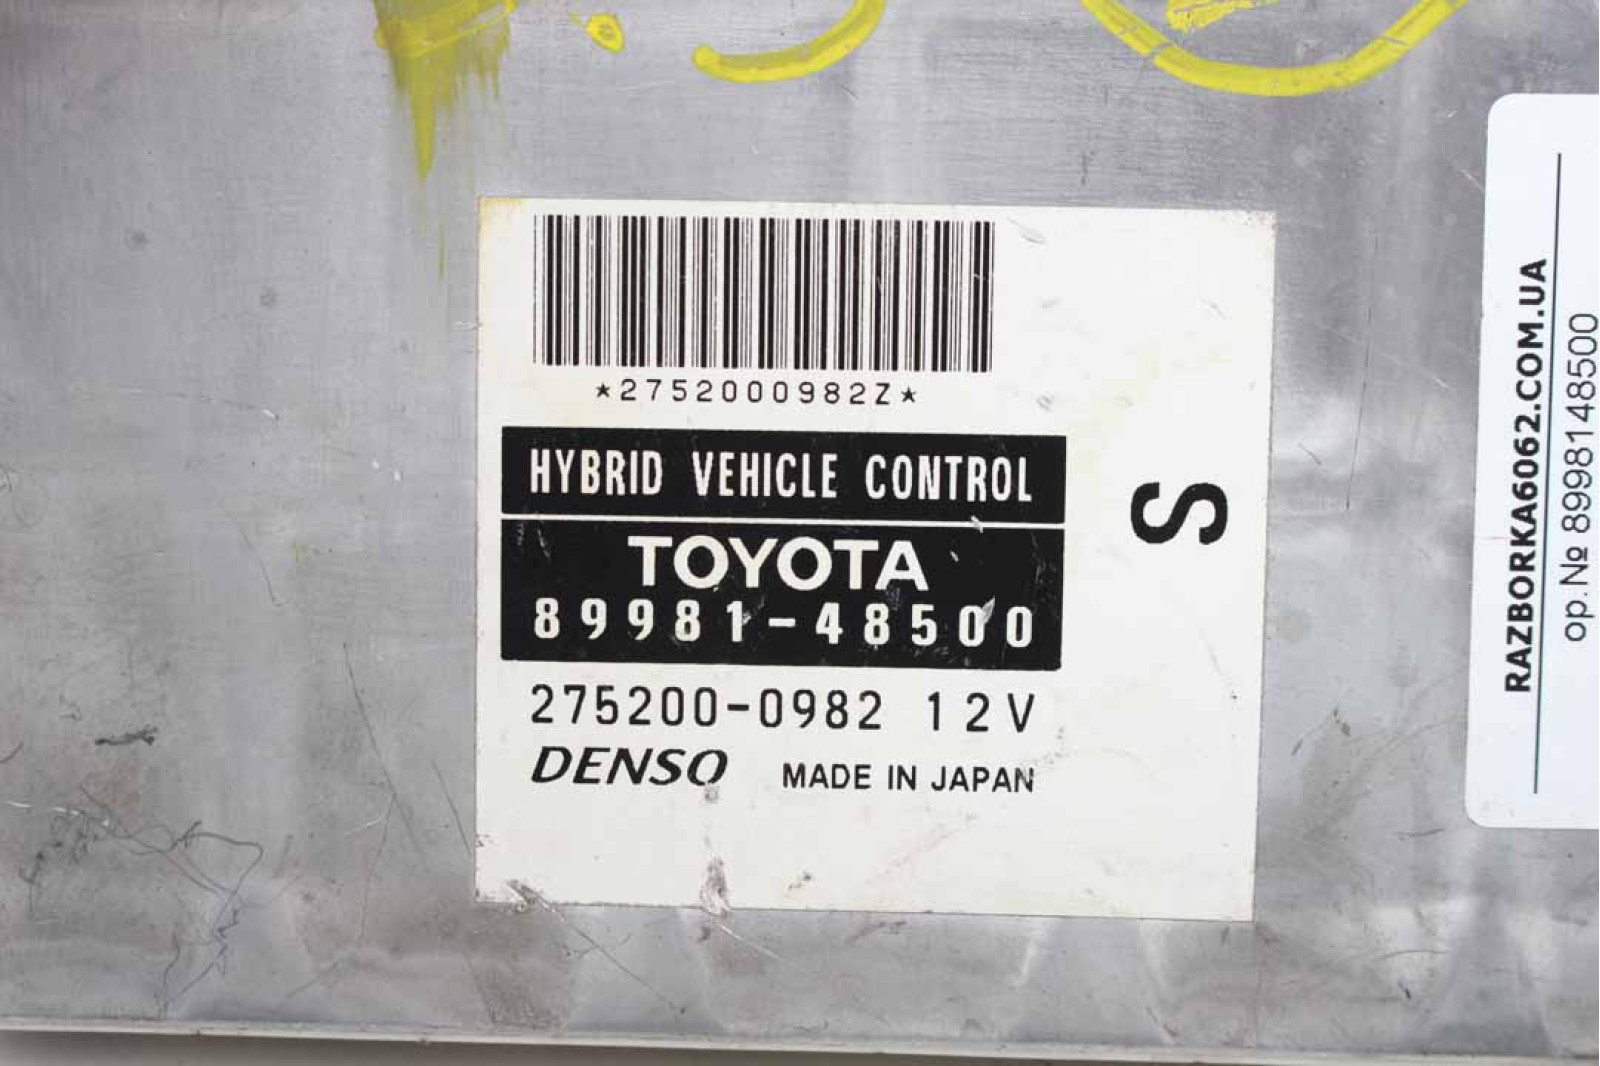 *2752000982Z*
HYBRID VEHICLE CONTROL
TOYOTA
89981-48500
275200-0982 12V
DENSO MADE IN JAPAN
S
RAZBORKA6062.COM.UA
ор.№ 8998148500